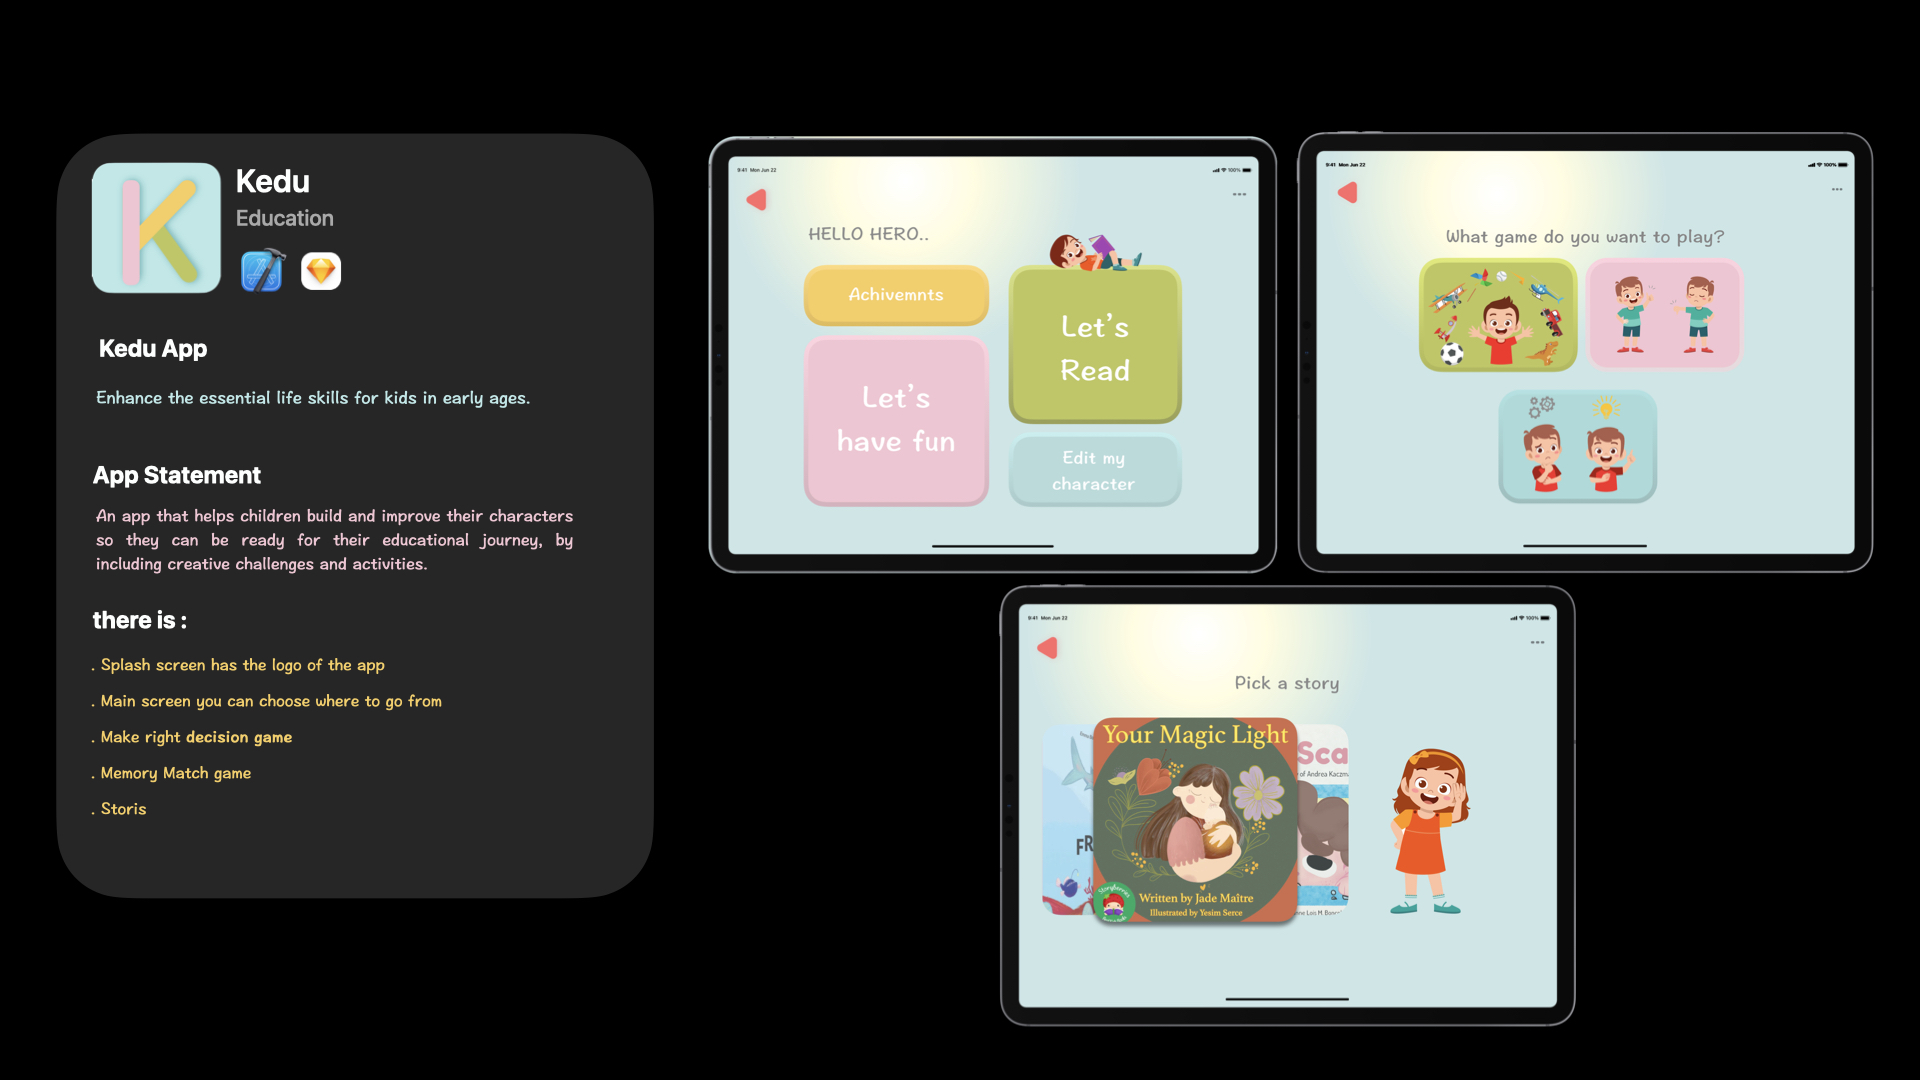 K
Kedu
Education
Kedu App
Enhance the essential life skills for kids in early ages.
App Statement
An app that helps children build and improve their characters
so they can be ready for their educational journey, by
including creative challenges and activities.
there is :
. Splash screen has the logo of the app
. Main screen you can choose where to go from
. Make right decision game
. Memory Match game
. Storis
9:41 Mon Jun 22
100%
HELLO HERO..
Achivemnts
Let's
have fun
Let's
Read
Edit my
character
9:41 Mon Jun 22
100%
What game do you want to play?
9:41 Mon Jun 22
100%
Pick a story
FR
Your Magic Light
Written by Jade Maître
Illustrated by Yesim Serce
Sca
of Andrea Kaczm